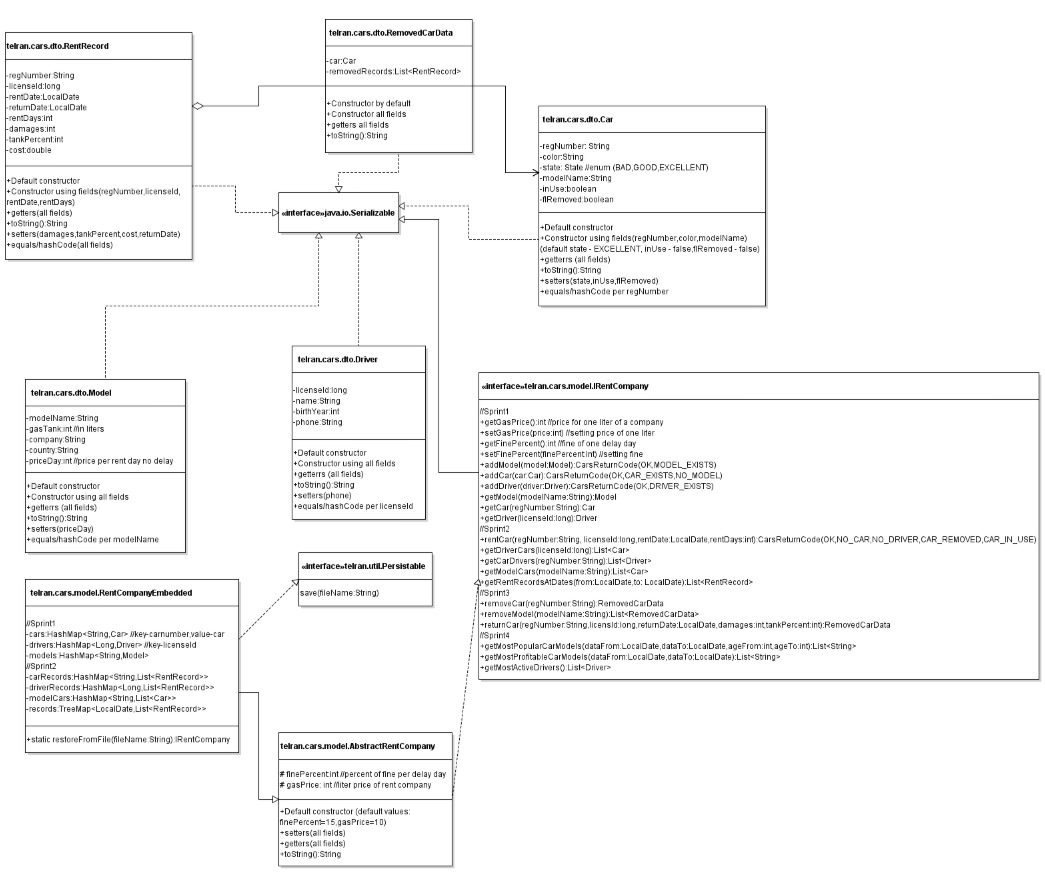 telran.cars.dto.RentRecord
-regNumber:String
-licenseId:long
-rentDate:LocalDate
-returnDate:LocalDate
-rentDays:int
-damages:int
-tankPercent:int
-cost:double
+Default constructor
+Constructor using fields(regNumber,licenseId,
rentDate,rentDays)
+getters(all fields)
+toString():String
+setters(damages,tankPercent,cost,returnDate)
+equals/hashCode(all fields)
telran.cars.dto.RemovedCarData
-car:Car
-removedRecords:List<RentRecord>
+Constructor by default
+Constructor all fields
+getters all fields
+toString():String
telran.cars.dto.Car
-regNumber: String
-color:String
-state: State //enum (BAD,GOOD,EXCELLENT)
-modelName:String
-inUse:boolean
-flRemoved:boolean
+Default constructor
+Constructor using fields(regNumber,color,modelName)
(default state - EXCELLENT, inUse - false,flRemoved - false)
+getterrs (all fields)
+toString():String
+setters(state,inUse,flRemoved)
+equals/hashCode per regNumber
«interface»java.io.Serializable
telran.cars.dto.Model
-modelName:String
-gasTank:int //in liters
-company:String
-country:String
-priceDay:int //price per rent day no delay
+Default constructor
+Constructor using all fields
+getterrs (all fields)
+toString():String
+setters(priceDay)
+equals/hashCode per modelName
telran.cars.dto.Driver
-licenseId:long
-name:String
-birthYear:int
-phone:String
+Default constructor
+Constructor using all fields
+getterrs (all fields)
+toString():String
+setters(phone)
+equals/hashCode per licenseId
«interface»telran.cars.model.IRentCompany
//Sprint1
+getGasPrice():int //price for one liter of a company
+setGasPrice(price:int) //setting price of one liter
+getFinePercent():int //fine of one delay day
+setFinePercent(finePercent:int) //setting fine
+addModel(model:Model):CarsReturnCode(OK,MODEL_EXISTS)
+addCar(car:Car):CarsReturnCode(OK,CAR_EXISTS,NO_MODEL)
+addDriver(driver:Driver):CarsReturnCode(OK,DRIVER_EXISTS)
+getModel(modelName:String):Model
+getCar(regNumber:String):Car
+getDriver(licenseId:long):Driver
//Sprint2
+rentCar(regNumber:String, licenseId:long,rentDate:LocalDate,rentDays:int):CarsReturnCode(OK,NO_CAR,NO_DRIVER,CAR_REMOVED,CAR_IN_USE)
+getDriverCars(licenseId:long):List<Car>
+getCarDrivers(regNumber:String):List<Driver>
+getModelCars(modelName:String):List<Car>
+getRentRecordsAtDates(from:LocalDate,to: LocalDate):List<RentRecord>
//Sprint3
+removeCar(regNumber:String):RemovedCarData
+removeModel(modelName:String):List<RemovedCarData>
+returnCar(regNumber:String,licensId:long,returnDate:LocalDate,damages:int,tankPercent:int):RemovedCarData
//Sprint4
+getMostPopularCarModels(dataFrom:LocalDate,dataTo:LocalDate,ageFrom:int,ageTo:int):List<String>
+getMostProfitableCarModels(dataFrom:LocalDate,dataTo:LocalDate):List<String>
+getMostActiveDrivers():List<Driver>
«interface»telran.util.Persistable
save(fileName:String)
telran.cars.model.RentCompanyEmbedded
//Sprint1
-cars:HashMap<String,Car> //key-carnumber,value-car
-drivers:HashMap<Long,Driver> //key-licenseId
-models:HashMap<String,Model>
//Sprint2
-carRecords:HashMap<String,List<RentRecord>>
-driverRecords:HashMap<Long,List<RentRecord>>
-modelCars:HashMap<String,List<Car>>
-records:TreeMap<LocalDate,List<RentRecord>>
+static restoreFromFile(fileName:String):IRentCompany
telran.cars.model.AbstractRentCompany
# finePercent:int //percent of fine per delay day
# gasPrice: int //liter price of rent company
+Default constructor (default values:
finePercent=15,gasPrice=10)
+setters(all fields)
+getters(all fields)
+toString():String